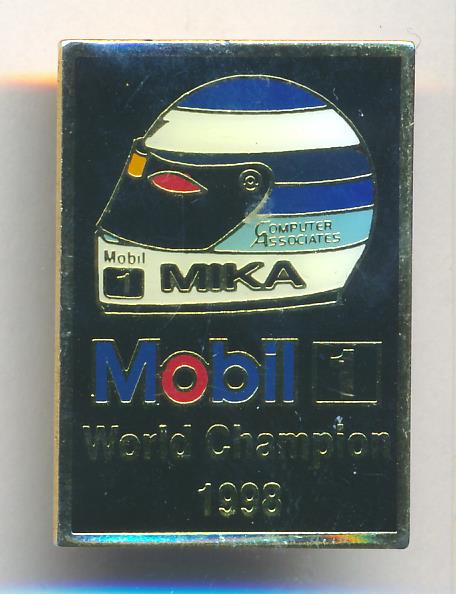 COMPUTER
ASSOCIATES
Mobil
1 MIKA
Mobil 1
World Champion
1998